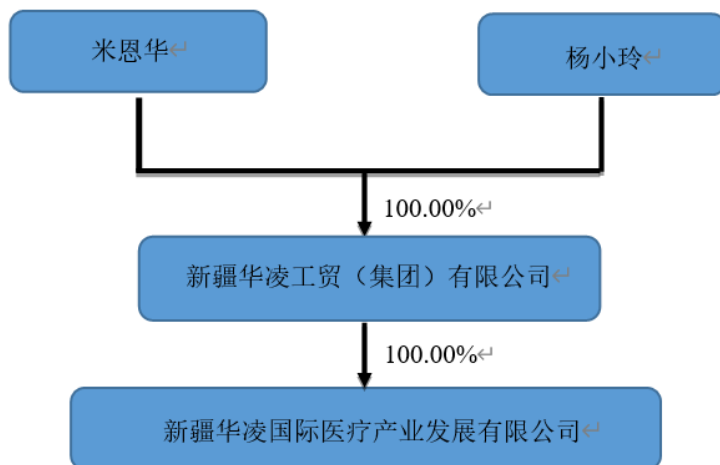 米恩华
杨小玲
100.00%
新疆华凌工贸（集团）有限公司
100.00%
新疆华凌国际医疗产业发展有限公司